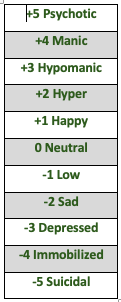 +5 Psychotic
+4 Manic
+3 Hypomanic
+2 Hyper
+1 Happy
0 Neutral
-1 Low
-2 Sad
-3 Depressed
-4 Immobilized
-5 Suicidal